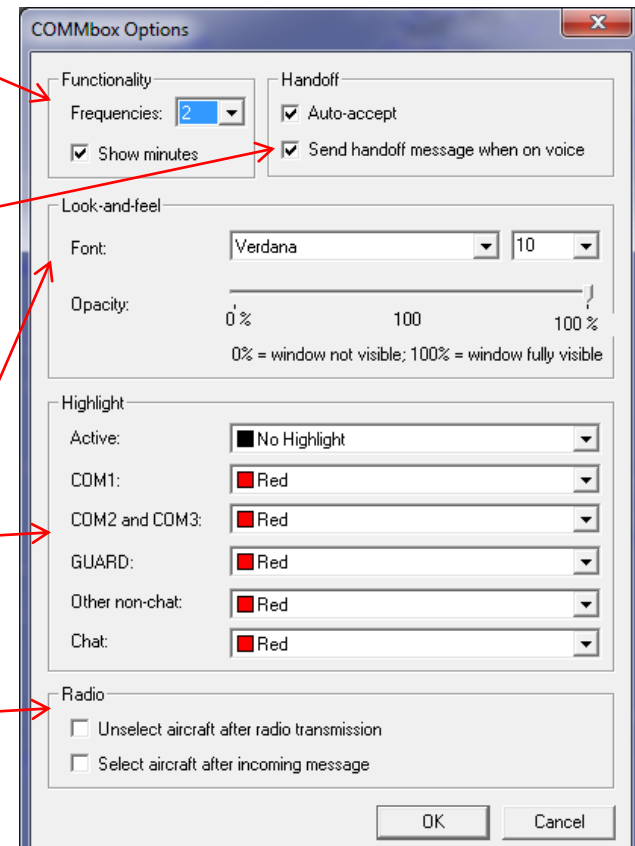 COMMbox Options
Functionality
Frequencies: 2
Show minutes
Handoff
Auto-accept
Send handoff message when on voice
Look-and-feel
Font: Verdana 10
Opacity:
0 % 100 100 %
0% = window not visible; 100% = window fully visible
Highlight
Active: No Highlight
COM1: Red
COM2 and COM3: Red
GUARD: Red
Other non-chat: Red
Chat: Red
Radio
Unselect aircraft after radio transmission
Select aircraft after incoming message
OK Cancel